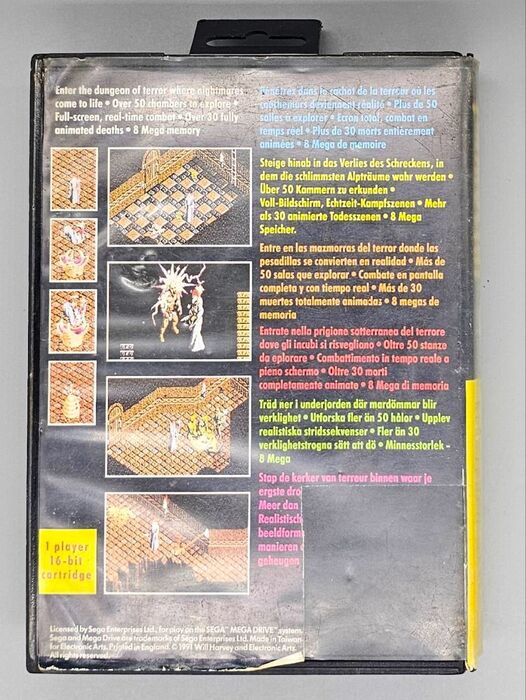 Enter the dungeon of terror where nightmares
come to life • Over 50 chambers to explore •
Full-screen, real-time combat • Over 30 fully
animated deaths • 8 Mega memory
Pénétrez dans le cachot de la terreur où les
cauchemars deviennent réalité • Plus de 50
salles à explorer • Ecran total, combat en
temps réel • Plus de 30 morts entièrement
animées • 8 Mega de memoire
Steige hinab in das Verlies des Schreckens, in
dem die schlimmsten Alpträume wahr werden •
Über 50 Kammern zu erkunden •
Voll-Bildschirm, Echtzeit-Kampfszenen • Mehr
als 30 animierte Todesszenen • 8 Mega
Speicher.
Entre en las mazmorras del terror donde las
pesadillas se convierten en realidad • Más de
50 salas que explorar • Combate en pantalla
completa y con tiempo real • Más de 30
muertes totalmente animadas • 8 megas de
memoria
Entrate nella prigione sotterranea del terrore
dove gli incubi si risvegliano • Oltre 50 stanze
da eplorare • Combattimento in tempo reale a
pieno schermo • Oltre 30 morti
completamente animate • 8 Mega di memoria
Träd ner i underjorden där mardömmar blir
verklighet • Utforska fler än 50 hålor • Upplev
realistiska stridssekvenser • Fler än 30
verklighetstrogna sätt att dö • Minnesstorlek -
8 Mega
Stap de kerker van terreur binnen waar je
ergste dro
Meer dan
Realistisch
beeldform
manieren
geheugen
1 player
16-bit
cartridge
Licensed by Sega Enterprises Ltd. for play on the SEGA™ MEGA DRIVE™ system.
Sega and Mega Drive are trademarks of Sega Enterprises Ltd. Made in Taiwan
for Electronic Arts. Printed in England. © 1991 Will Harvey and Electronic Arts.
All rights reserved.